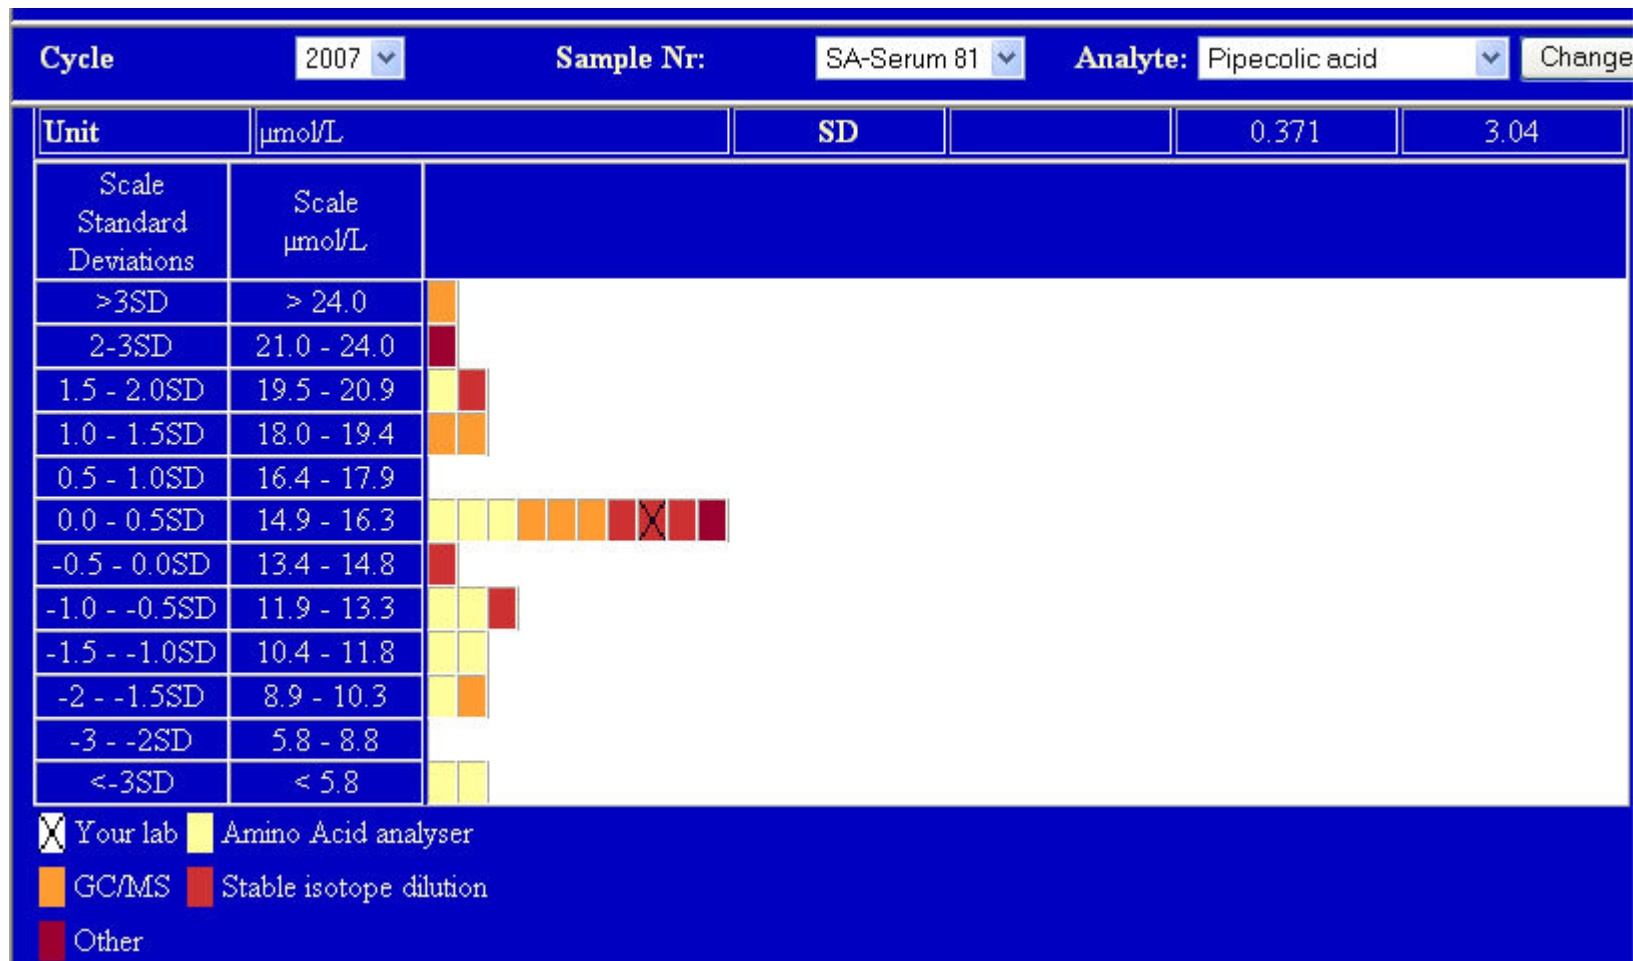 Cycle 2007 Sample Nr: SA-Serum 81 Analyte: Pipecolic acid Change
Unit µmol/L SD 0.371 3.04
Scale Standard Deviations Scale µmol/L
>3SD > 24.0
2-3SD 21.0 - 24.0
1.5 - 2.0SD 19.5 - 20.9
1.0 - 1.5SD 18.0 - 19.4
0.5 - 1.0SD 16.4 - 17.9
0.0 - 0.5SD 14.9 - 16.3
-0.5 - 0.0SD 13.4 - 14.8
-1.0 - -0.5SD 11.9 - 13.3
-1.5 - -1.0SD 10.4 - 11.8
-2 - -1.5SD 8.9 - 10.3
-3 - -2SD 5.8 - 8.8
<-3SD < 5.8
X Your lab Amino Acid analyser
GC/MS Stable isotope dilution
Other